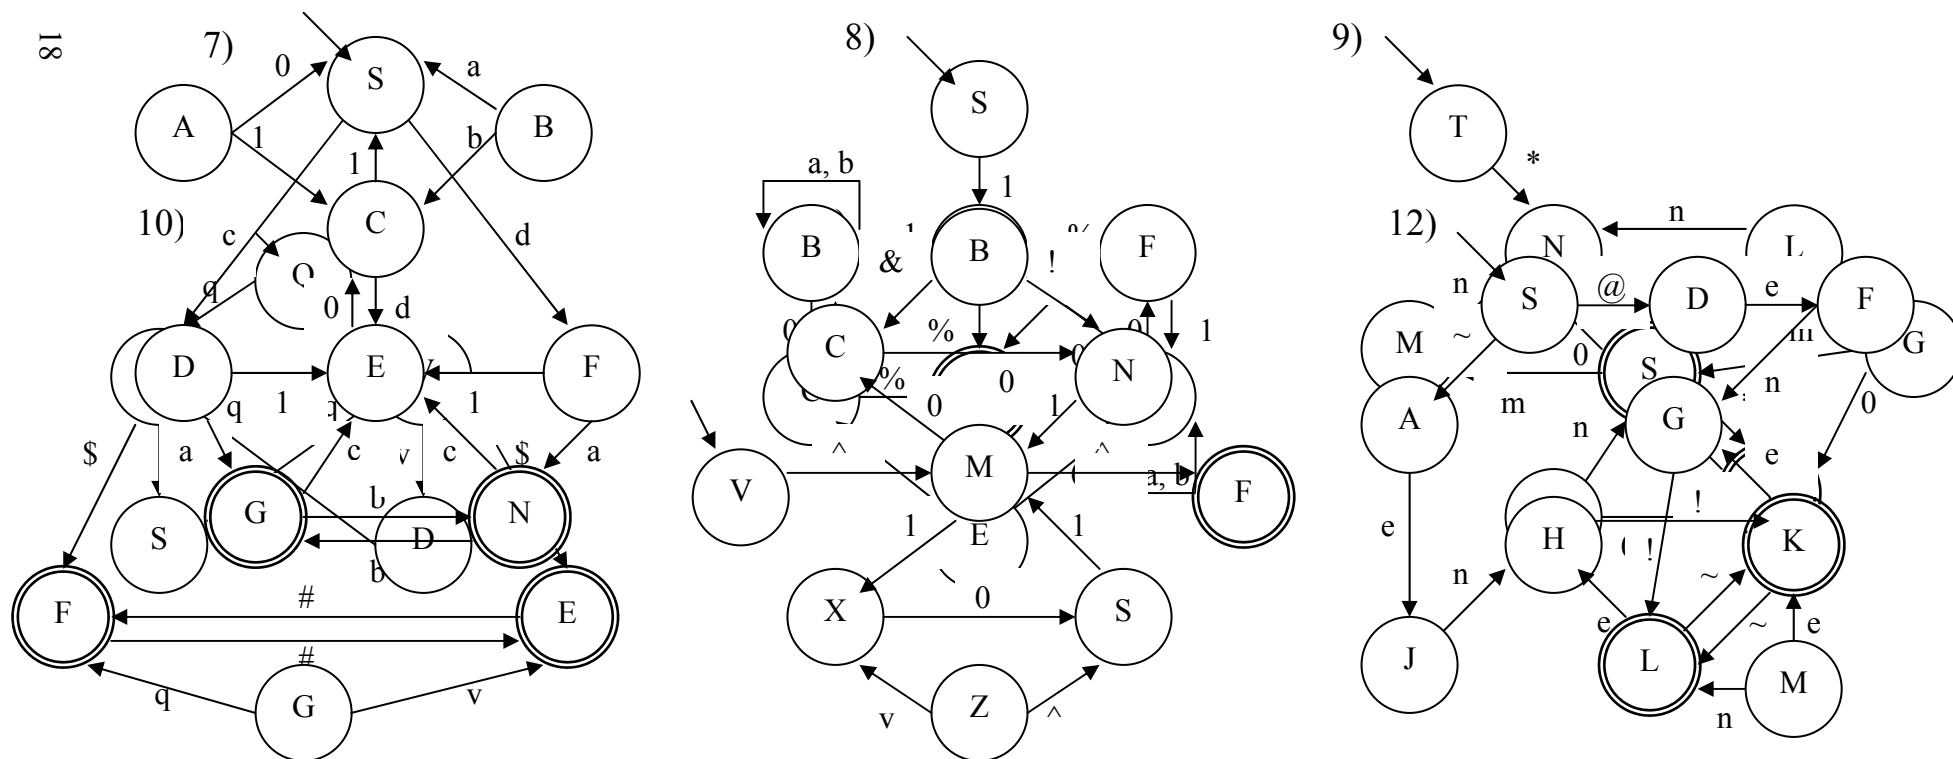 18
7)
8)
9)
0
S
a
S
A
1
b
B
T
*
1
a, b
1
10)
C
12)
n
c
d
B
&
B
!
%
F
N
q
0
d
n
S
@
D
e
F
C
%
1
M
~
0
m
G
D
E
F
N
S
q
1
q
1
%
0
0
1
A
m
G
n
0
$
a
c
v
c
$
a
^
M
^
n
e
S
G
b
N
V
a, b
F
D
E
e
H
!
!
K
b
1
1
n
~
F
#
E
X
0
S
e
~
e
#
J
L
M
q
G
v
v
Z
^
n